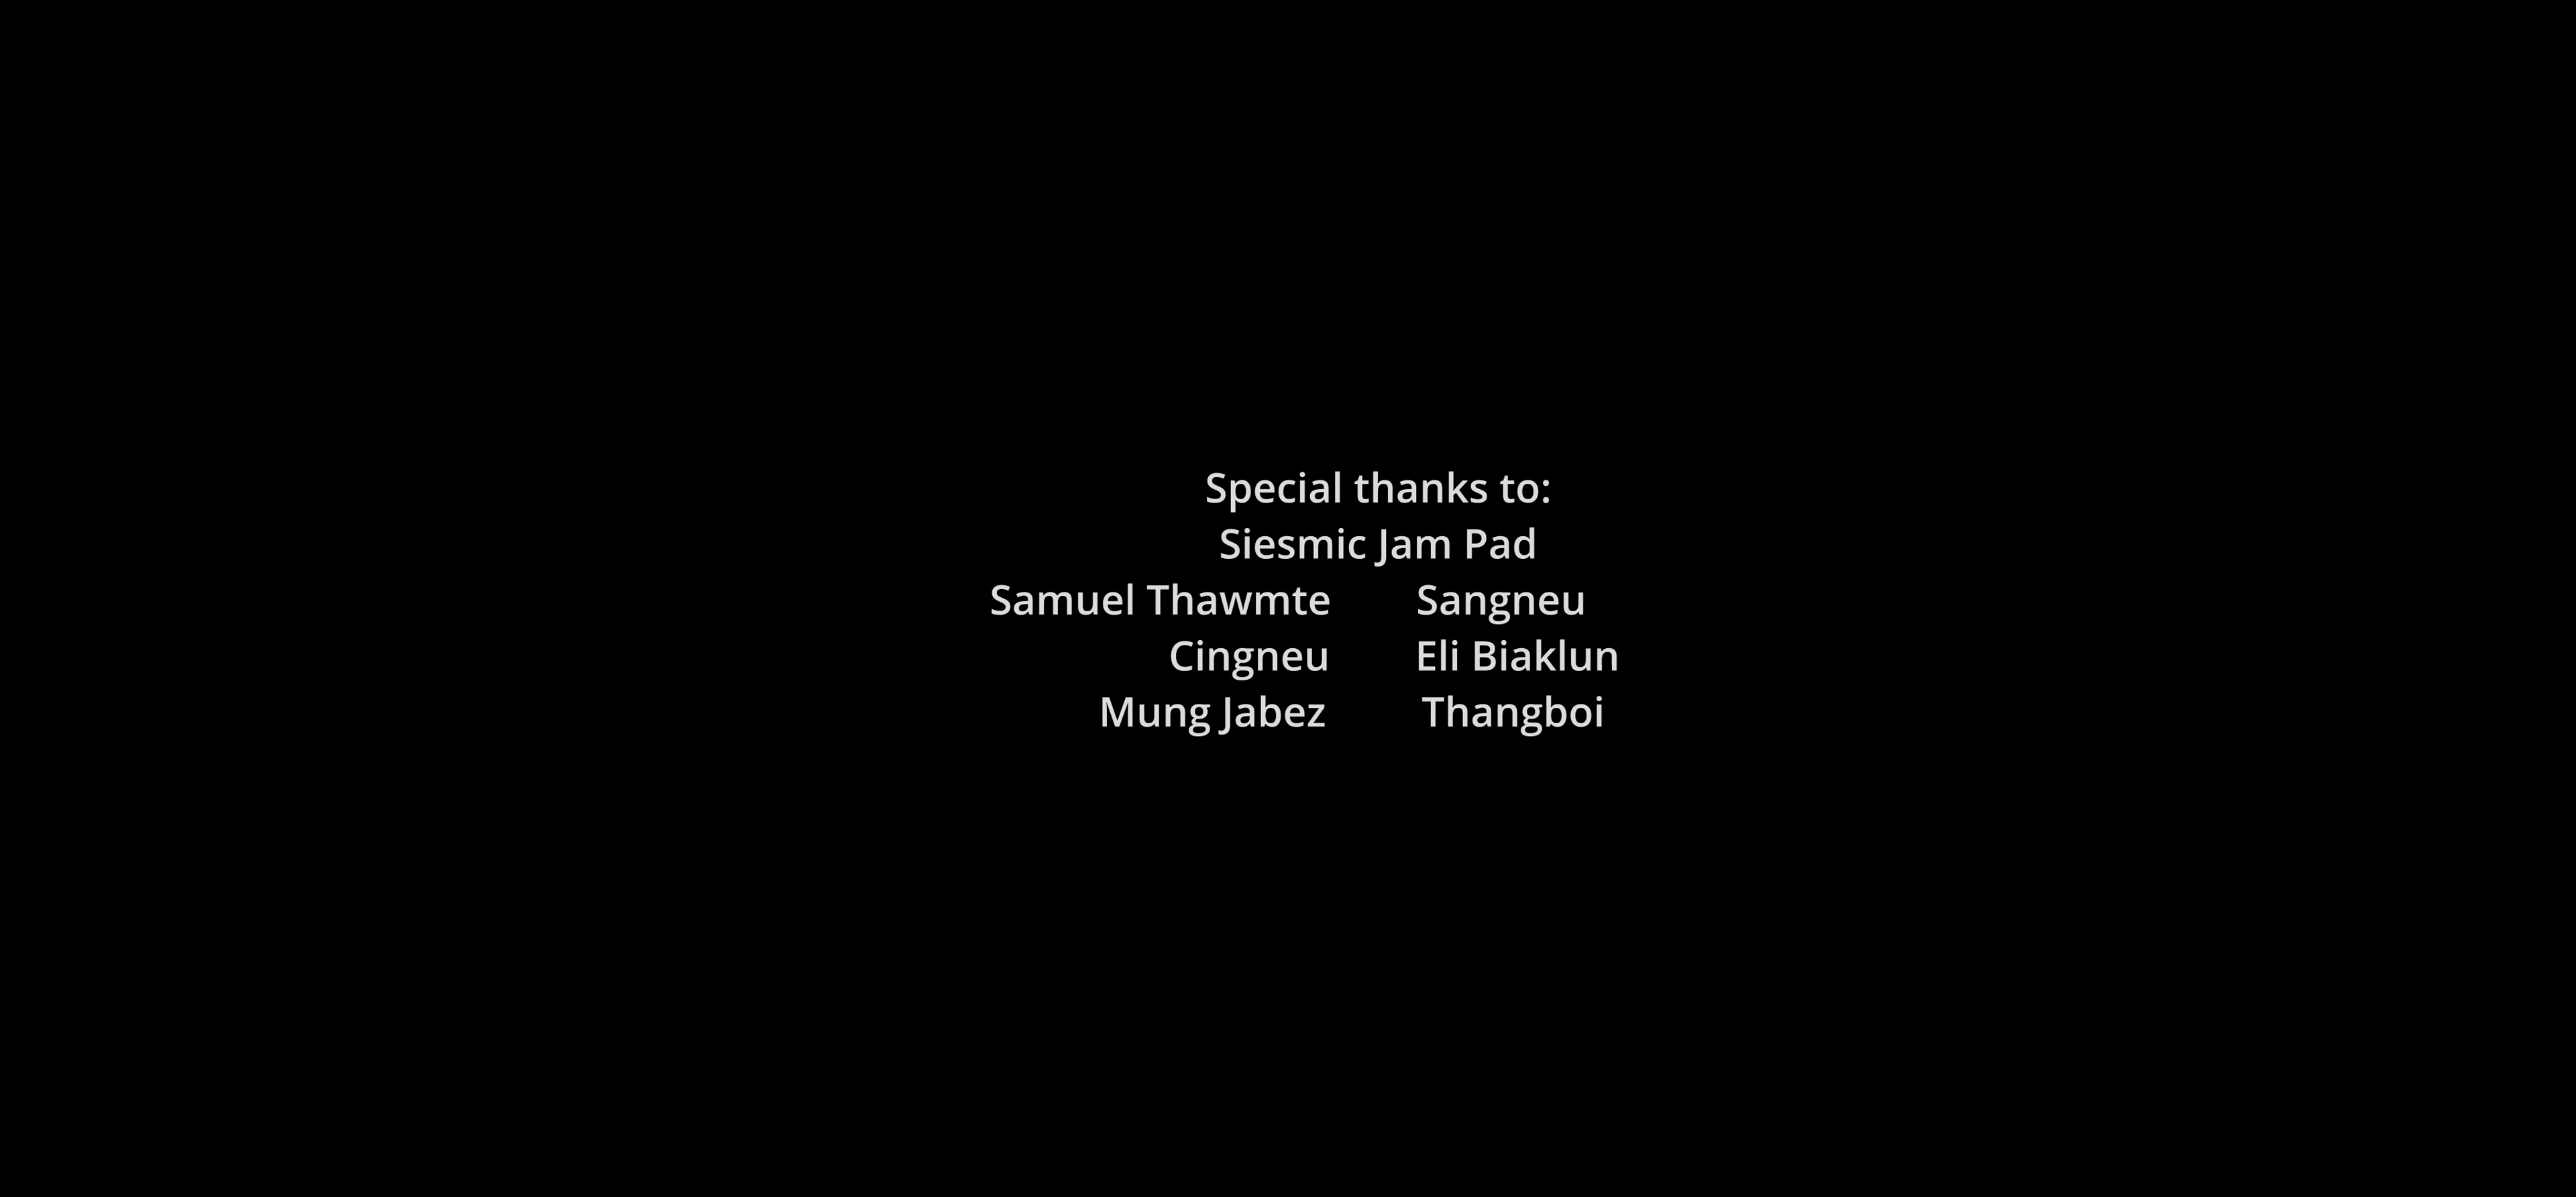 Special thanks to:
Siesmic Jam Pad
Samuel Thawmte Sangneu
Cingneu Eli Biaklun
Mung Jabez Thangboi